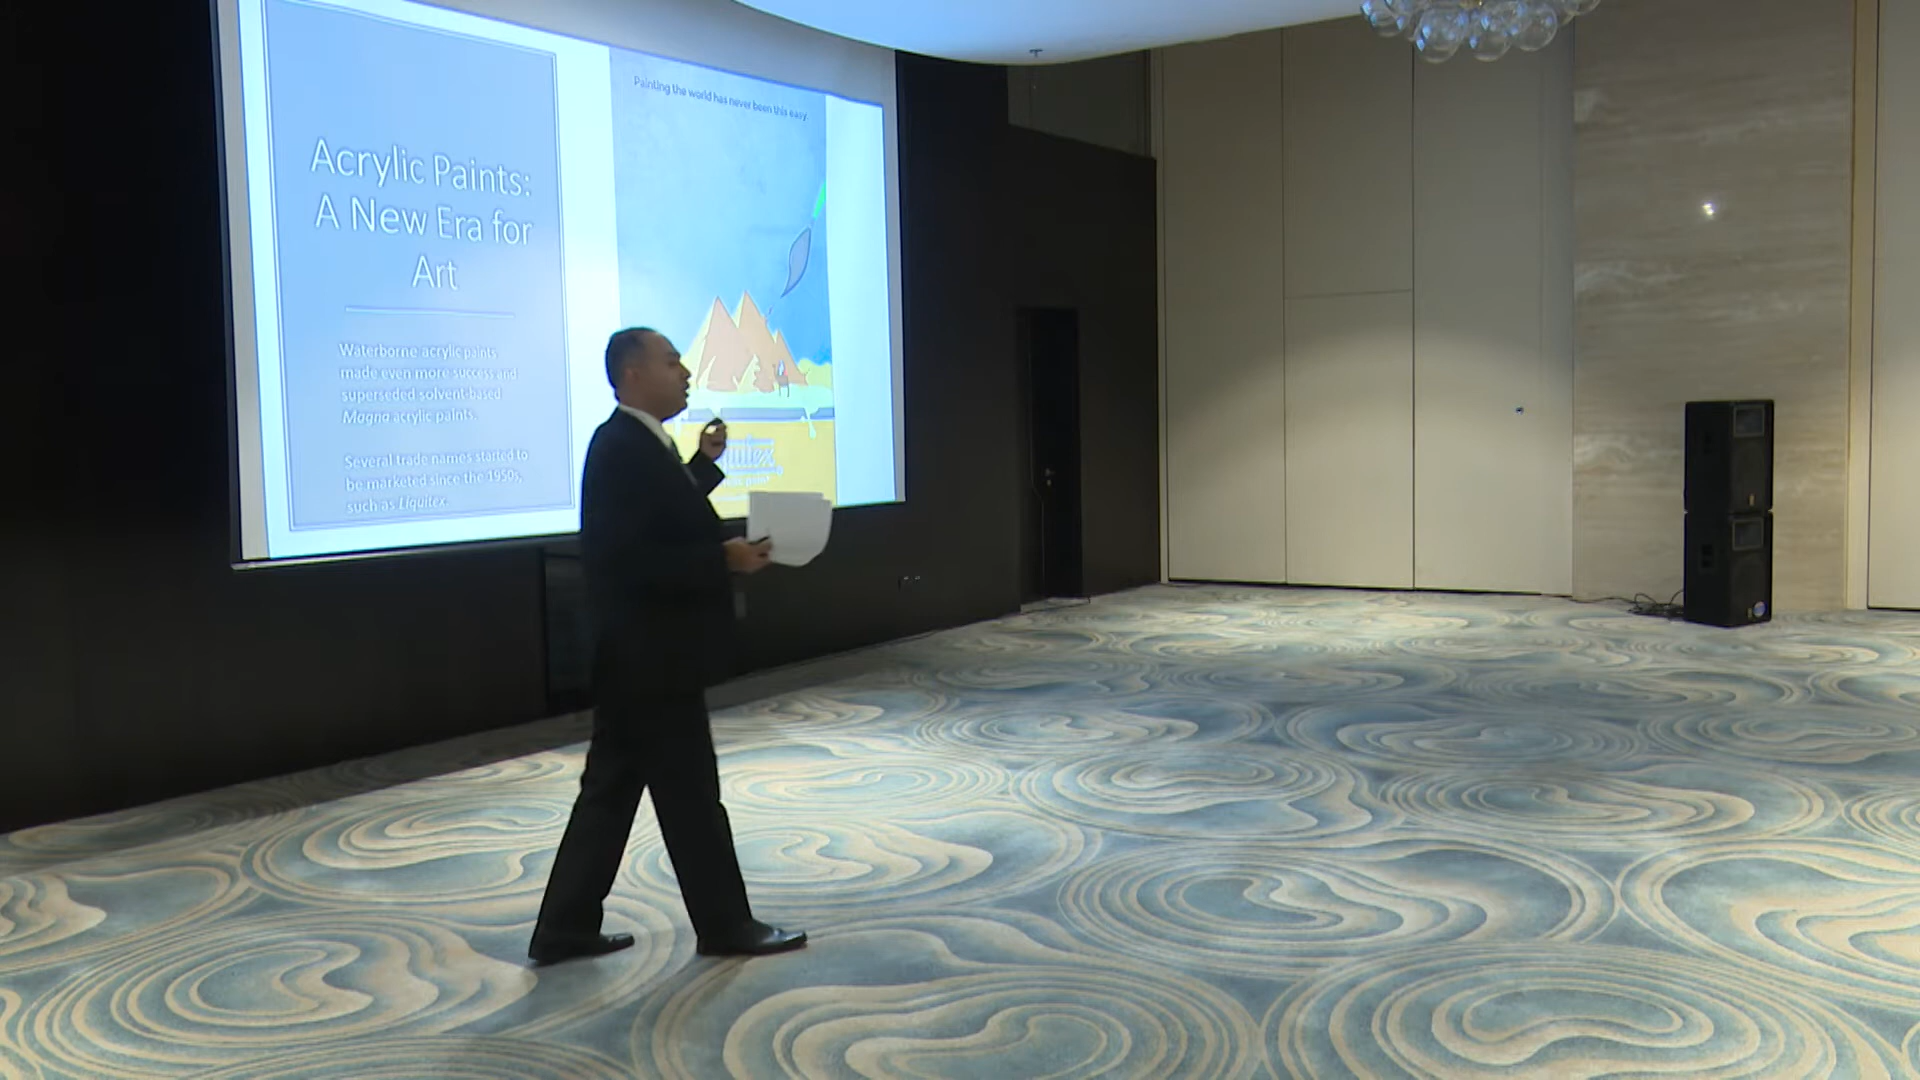 Acrylic Paints:
A New Era for
Art
Waterborne acrylic paints
made even more success and
superseded solvent-based
Magna acrylic paints.
Several trade names started to
be marketed since the 1950s,
such as Liquitex.
Painting the world has never been this easy.